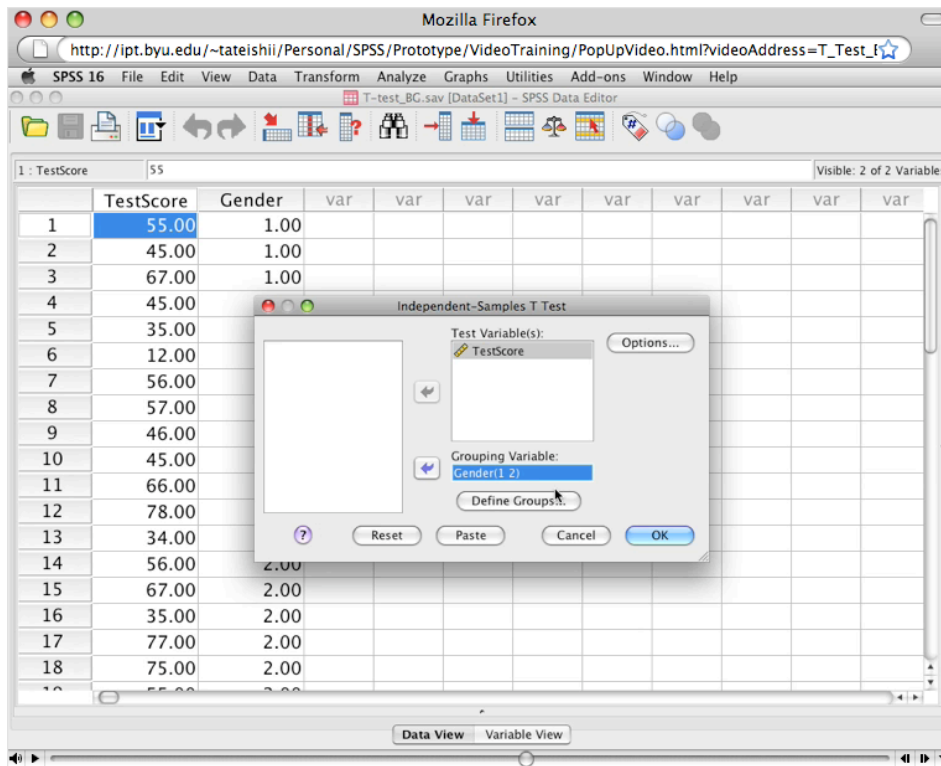 Mozilla Firefox
http://ipt.byu.edu/~tateishii/Personal/SPSS/Prototype/VideoTraining/PopUpVideo.html?videoAddress=T_Test_
SPSS 16 File Edit View Data Transform Analyze Graphs Utilities Add-ons Window Help
T-test_BG.sav [DataSet1] - SPSS Data Editor
1 : TestScore 55 Visible: 2 of 2 Variable
TestScore Gender var var var var var var var var var
1 55.00 1.00
2 45.00 1.00
3 67.00 1.00
4 45.00
5 35.00
6 12.00
7 56.00
8 57.00
9 46.00
10 45.00
11 66.00
12 78.00
13 34.00
14 56.00 2.00
15 67.00 2.00
16 35.00 2.00
17 77.00 2.00
18 75.00 2.00
Independent-Samples T Test
Test Variable(s):
TestScore
Options...
Grouping Variable:
Gender(1 2)
Define Groups...
? Reset Paste Cancel OK
Data View Variable View